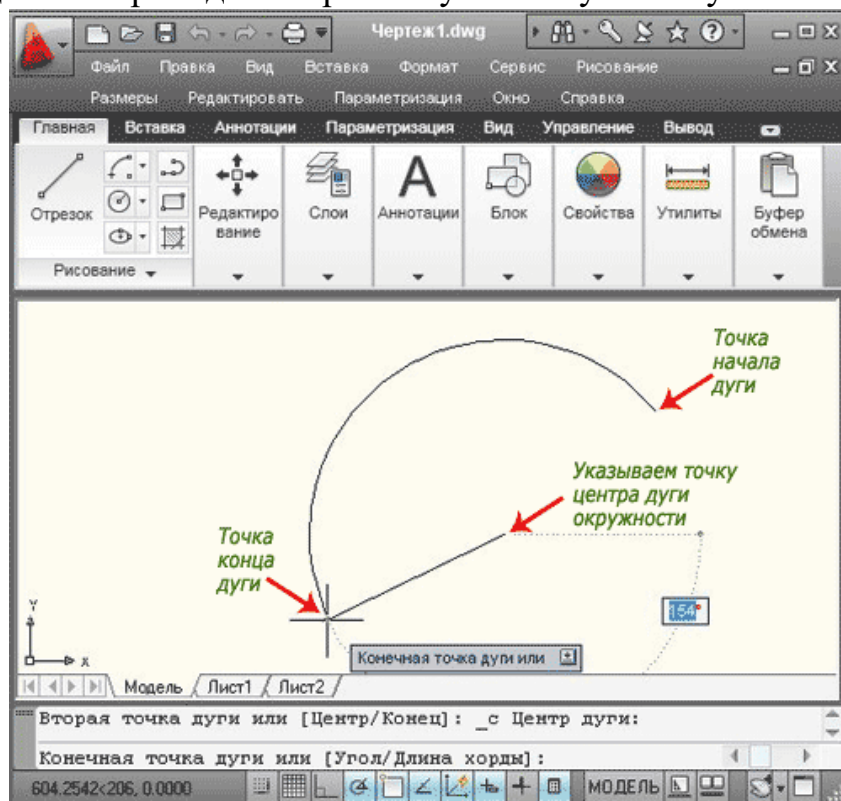 Чертеж1.dwg
Файл Правка Вид Вставка Формат Сервис Рисование
Размеры Редактировать Параметризация Окно Справка
Главная Вставка Аннотации Параметризация Вид Управление Вывод
Отрезок
Редактиро
вание
Слои
Аннотации
Блок
Свойства
Утилиты
Буфер
обмена
Рисование
Точка
начала
дуги
Указываем точку
центра дуги
окружности
Точка
конца
дуги
154°
Y
X
Конечная точка дуги или
Модель Лист1 Лист2
Вторая точка дуги или [Центр/Конец]: _с Центр дуги:
Конечная точка дуги или [Угол/Длина хорды]:
604.2542<206, 0.0000 МОДЕЛЬ